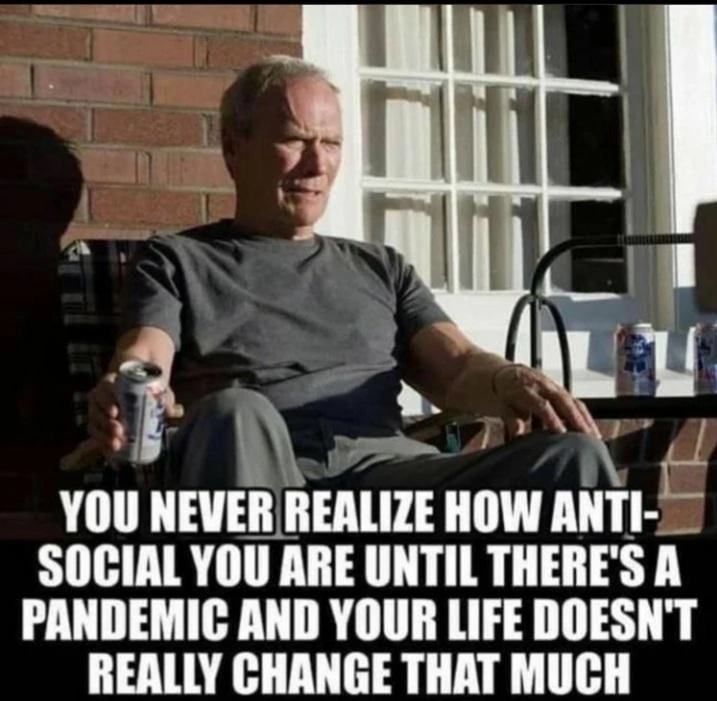 YOU NEVER REALIZE HOW ANTI-
SOCIAL YOU ARE UNTIL THERE'S A
PANDEMIC AND YOUR LIFE DOESN'T
REALLY CHANGE THAT MUCH